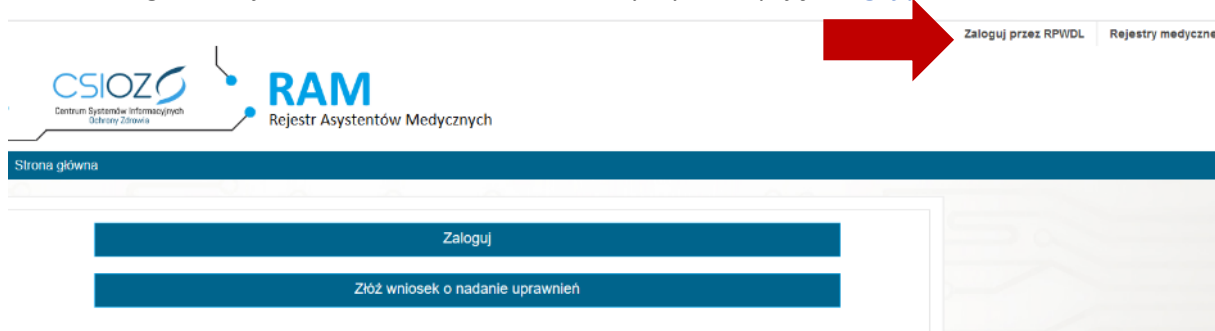 Zaloguj przez RPWDL
Rejestry medyczne
CSIOZ
Centrum Systemów Informacyjnych
Ochrony Zdrowia
RAM
Rejestr Asystentów Medycznych
Strona główna
Zaloguj
Złóż wniosek o nadanie uprawnień